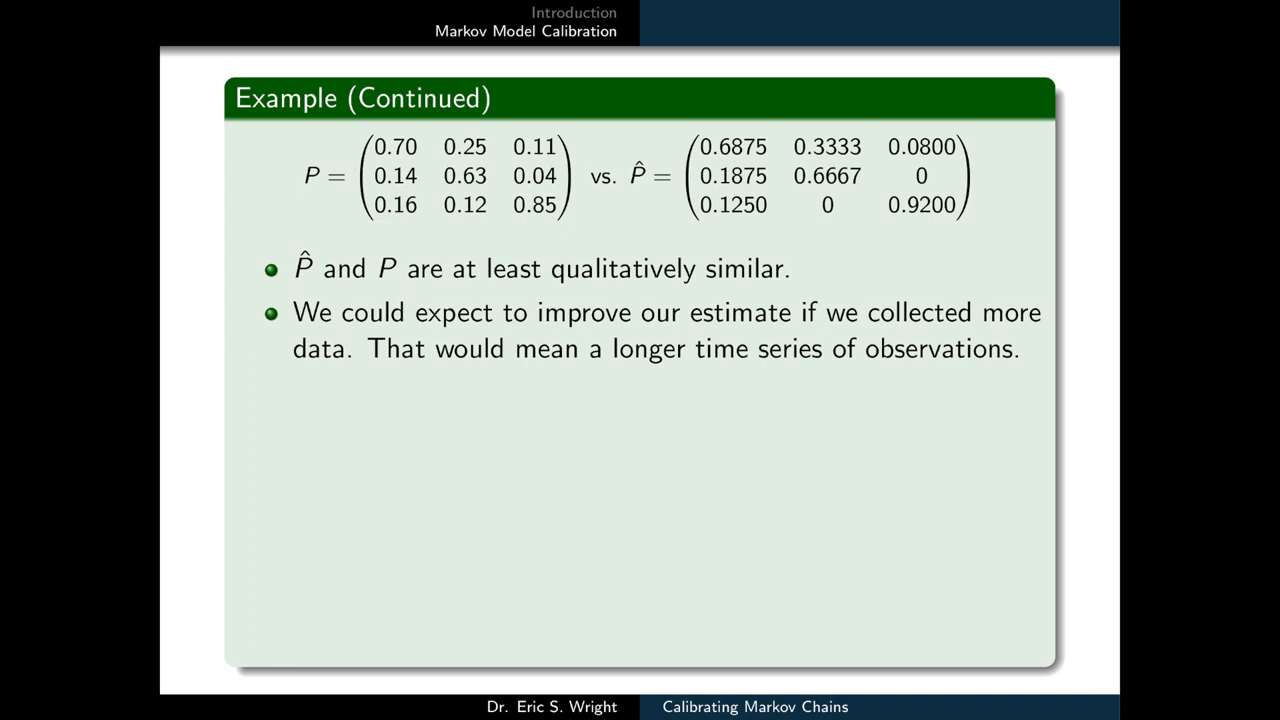 Introduction
Markov Model Calibration
Example (Continued)
0.70 0.25 0.11 0.6875 0.3333 0.0800
P = 0.14 0.63 0.04 vs. P̂ = 0.1875 0.6667 0
0.16 0.12 0.85 0.1250 0 0.9200
P̂ and P are at least qualitatively similar.
We could expect to improve our estimate if we collected more
data. That would mean a longer time series of observations.
Dr. Eric S. Wright Calibrating Markov Chains